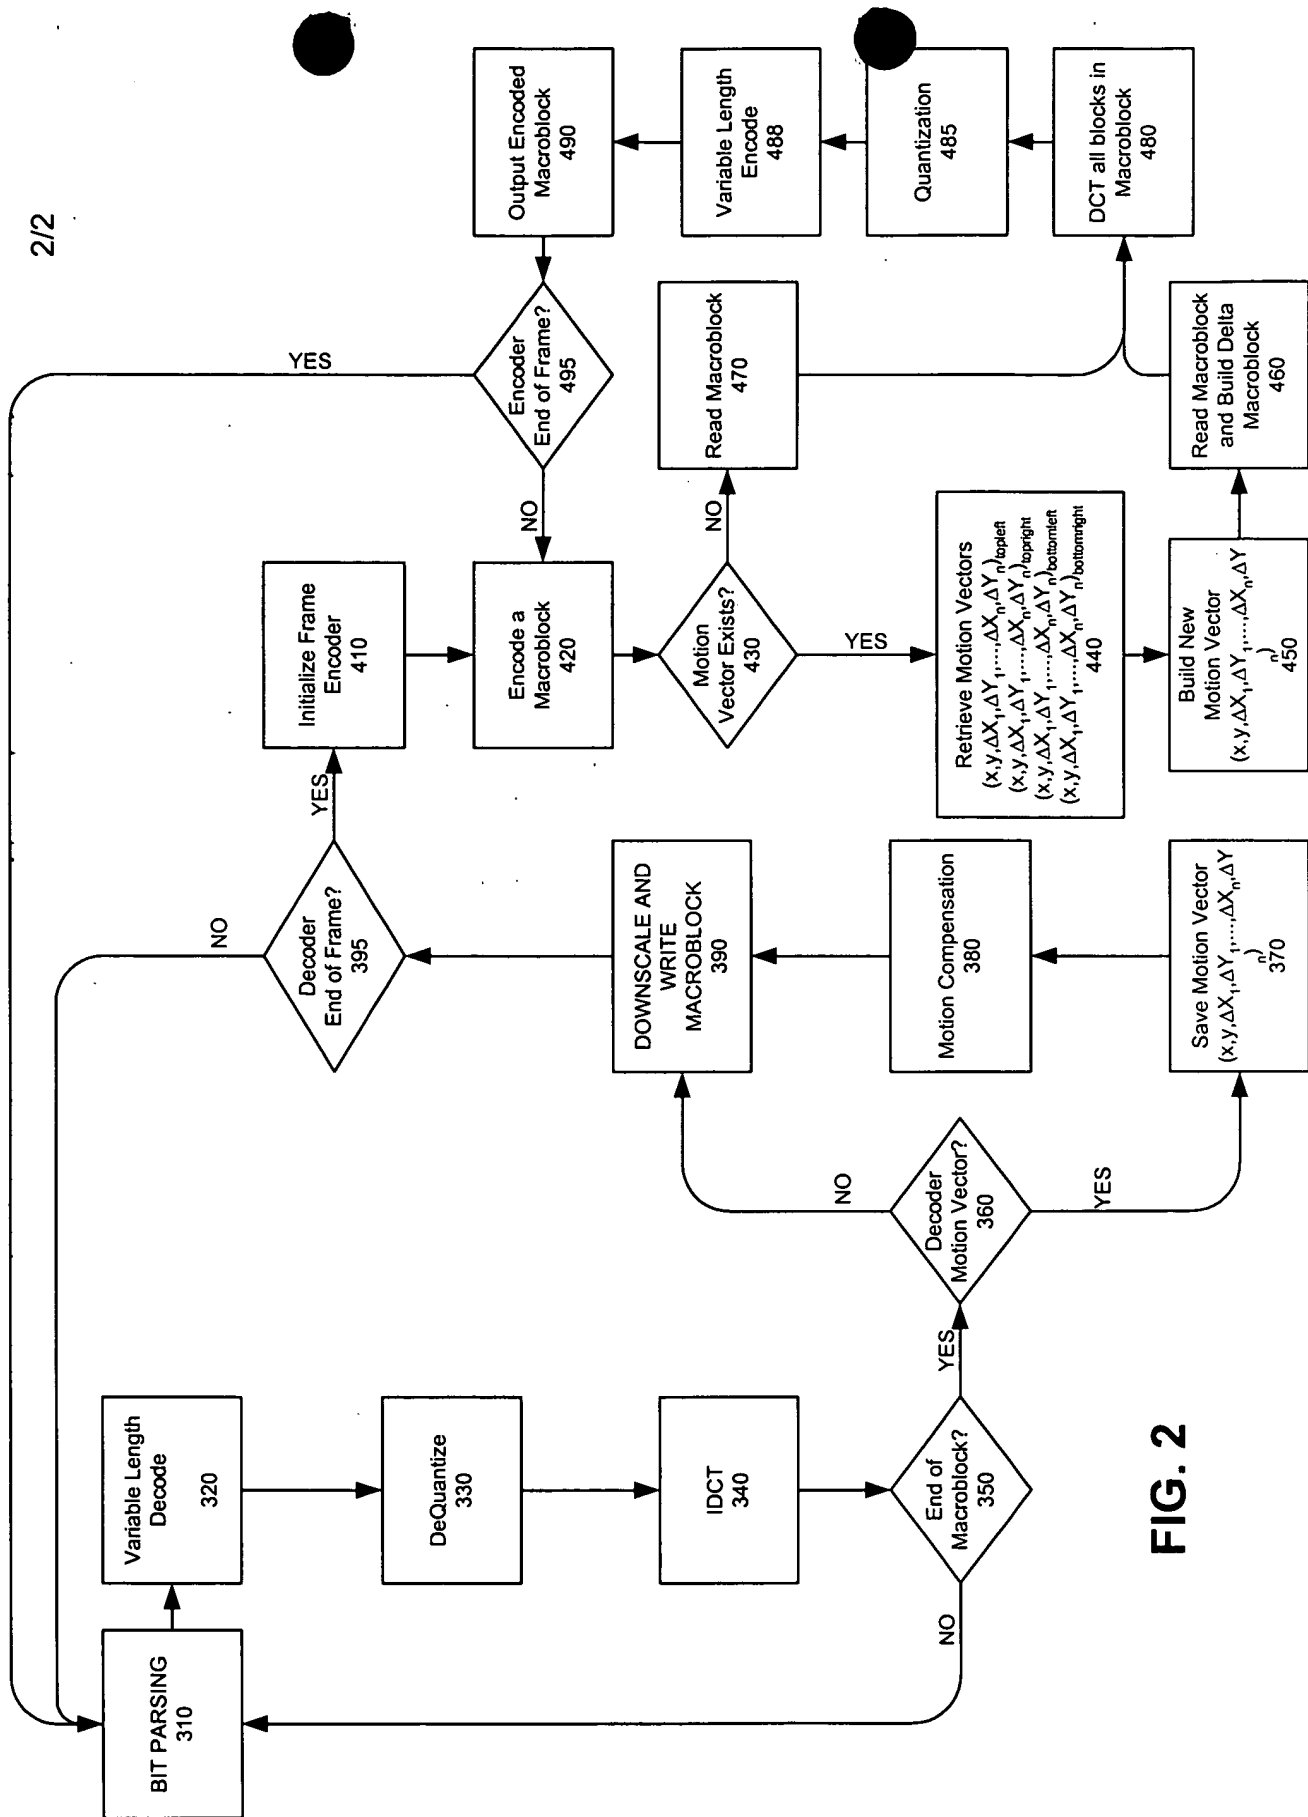 2/2
BIT PARSING
310
Variable Length
Decode
320
DeQuantize
330
IDCT
340
End of
Macroblock?
350
NO
YES
Decoder
Motion Vector?
360
NO
YES
Save Motion Vector
(x,y,ΔX1,ΔY1,...,ΔXn,ΔY
n)
370
Motion Compensation
380
DOWNSCALE AND
WRITE
MACROBLOCK
390
Decoder
End of Frame?
395
NO
YES
Initialize Frame
Encoder
410
Encode a
Macroblock
420
Motion
Vector Exists?
430
NO
YES
Retrieve Motion Vectors
(x,y,ΔX1,ΔY1,...,ΔXn,ΔYn)topleft
(x,y,ΔX1,ΔY1,...,ΔXn,ΔYn)topright
(x,y,ΔX1,ΔY1,...,ΔXn,ΔYn)bottomleft
(x,y,ΔX1,ΔY1,...,ΔXn,ΔYn)bottomright
440
Build New
Motion Vector
(x,y,ΔX1,ΔY1,...,ΔXn,ΔY
n)
450
Read Macroblock
and Build Delta
Macroblock
460
Read Macroblock
470
DCT all blocks in
Macroblock
480
Quantization
485
Variable Length
Encode
488
Output Encoded
Macroblock
490
Encoder
End of Frame?
495
YES
NO
FIG. 2